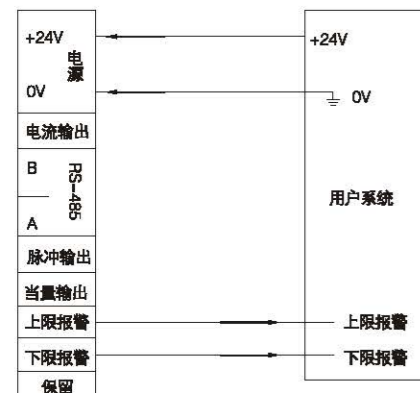 +24V
电源
0V
电流输出
B
RS-485
A
脉冲输出
当量输出
上限报警
下限报警
保留
+24V
0V
用户系统
上限报警
下限报警